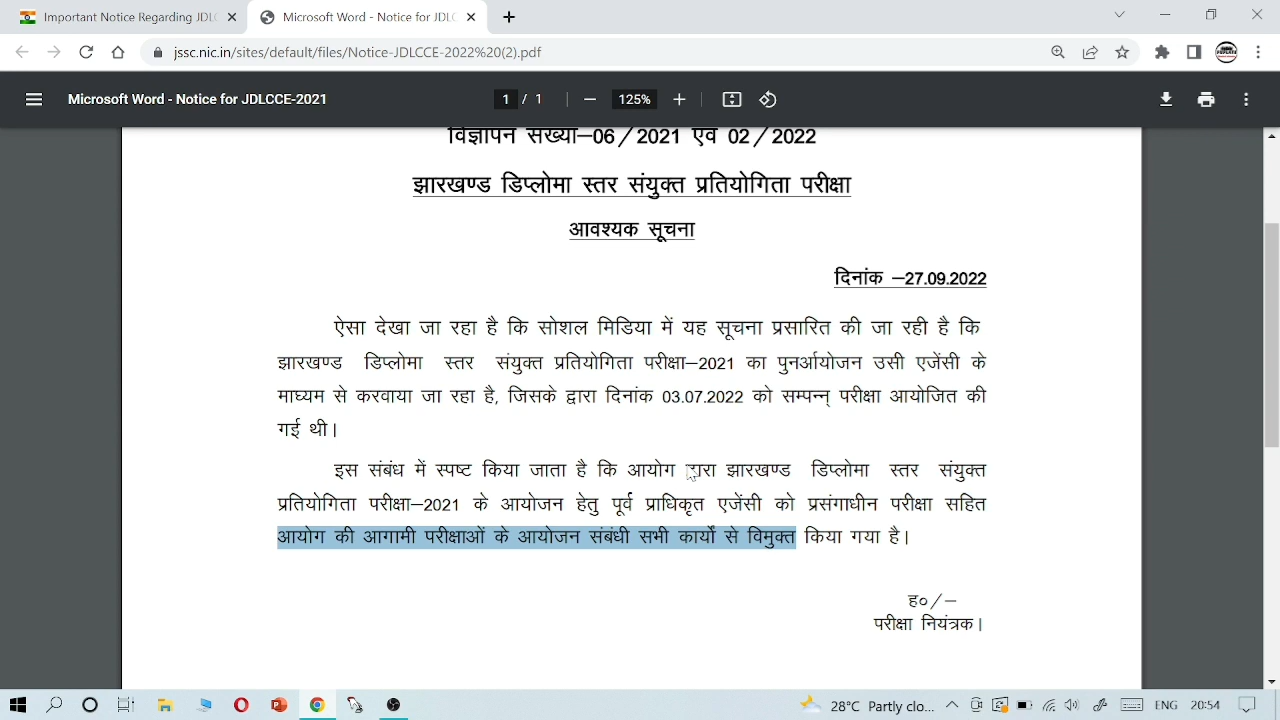 Important Notice Regarding JDLC
Microsoft Word - Notice for JDLC
jssc.nic.in/sites/default/files/Notice-JDLCCE-2022%20(2).pdf
Microsoft Word - Notice for JDLCCE-2021
1 / 1
125%
विज्ञापन संख्या–06/2021 एवं 02/2022
झारखण्ड डिप्लोमा स्तर संयुक्त प्रतियोगिता परीक्षा
आवश्यक सूचना
दिनांक –27.09.2022
ऐसा देखा जा रहा है कि सोशल मिडिया में यह सूचना प्रसारित की जा रही है कि
झारखण्ड डिप्लोमा स्तर संयुक्त प्रतियोगिता परीक्षा–2021 का पुनर्आयोजन उसी एजेंसी के
माघ्यम से करवाया जा रहा है, जिसके द्वारा दिनांक 03.07.2022 को सम्पन्न् परीक्षा आयोजित की
गई थी।
इस संबंध में स्पष्ट किया जाता है कि आयोग द्वारा झारखण्ड डिप्लोमा स्तर संयुक्त
प्रतियोगिता परीक्षा–2021 के आयोजन हेतु पूर्व प्राधिकृत एजेंसी को प्रसंगाधीन परीक्षा सहित
आयोग की आगामी परीक्षाओं के आयोजन संबंधी सभी कार्यों से विमुक्त किया गया है।
ह०/–
परीक्षा नियंत्रक।
28°C Partly clo...
ENG
20:54